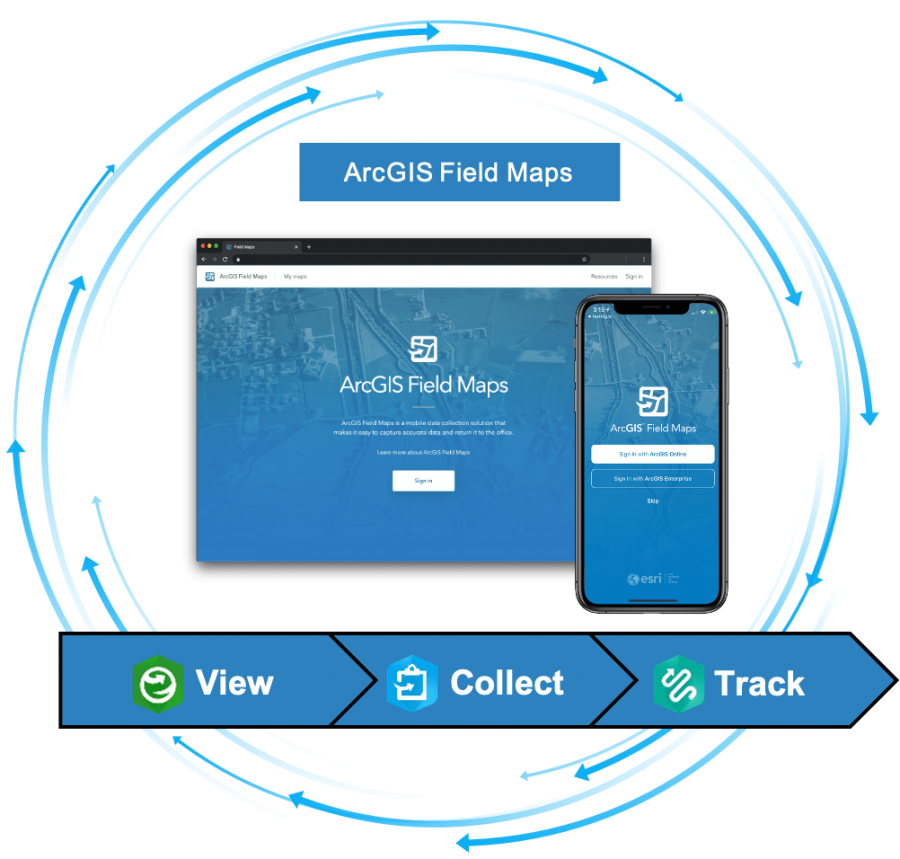 ArcGIS Field Maps
Field Maps
ArcGIS Field Maps
My maps
Resources
Sign in
ArcGIS Field Maps
ArcGIS Field Maps is a mobile data collection solution that
makes it easy to capture accurate data and return it to the office.
Learn more about ArcGIS Field Maps
Sign in
3:15
ArcGIS® Field Maps
Sign in with ArcGIS Online
Sign in with ArcGIS Enterprise
Skip
esri
View
Collect
Track